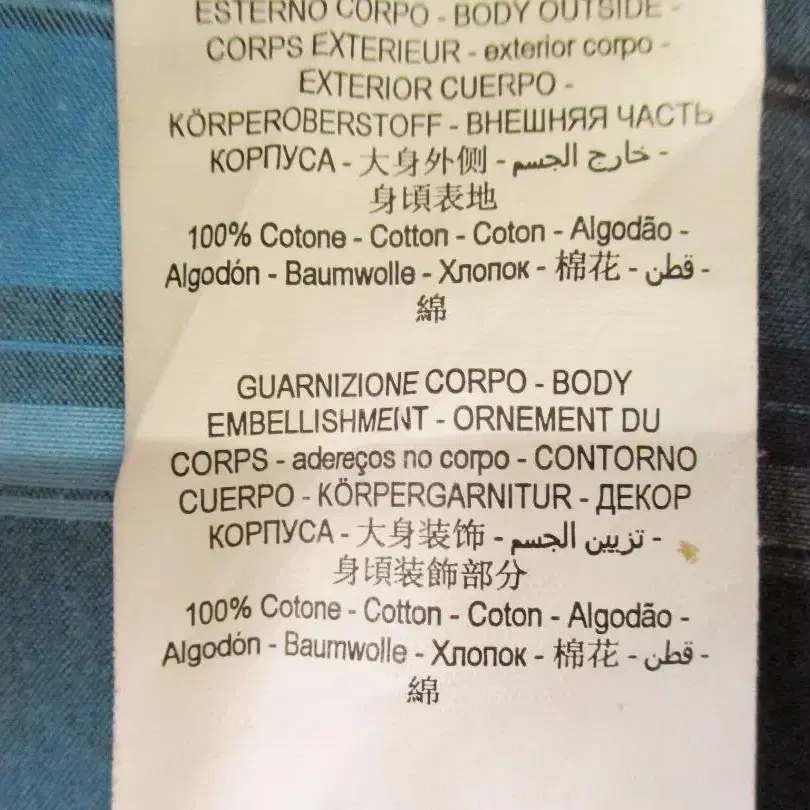 ESTERNO CORPO - BODY OUTSIDE -
CORPS EXTERIEUR - exterior corpo -
EXTERIOR CUERPO -
KÖRPEROBERSTOFF - ВНЕШНЯЯ ЧАСТЬ
КОРПУСА - 大身外侧 - خارج الجسم -
身頃表地
100% Cotone - Cotton - Coton - Algodão -
Algodón - Baumwolle - Хлопок - 棉花 - قطن -
綿
GUARNIZIONE CORPO - BODY
EMBELLISHMENT - ORNEMENT DU
CORPS - adereços no corpo - CONTORNO
CUERPO - KÖRPERGARNITUR - ДЕКОР
КОРПУСА - 大身装饰 - تزيين الجسم -
身頃装飾部分
100% Cotone - Cotton - Coton - Algodão -
Algodón - Baumwolle - Хлопок - 棉花 - قطن -
綿